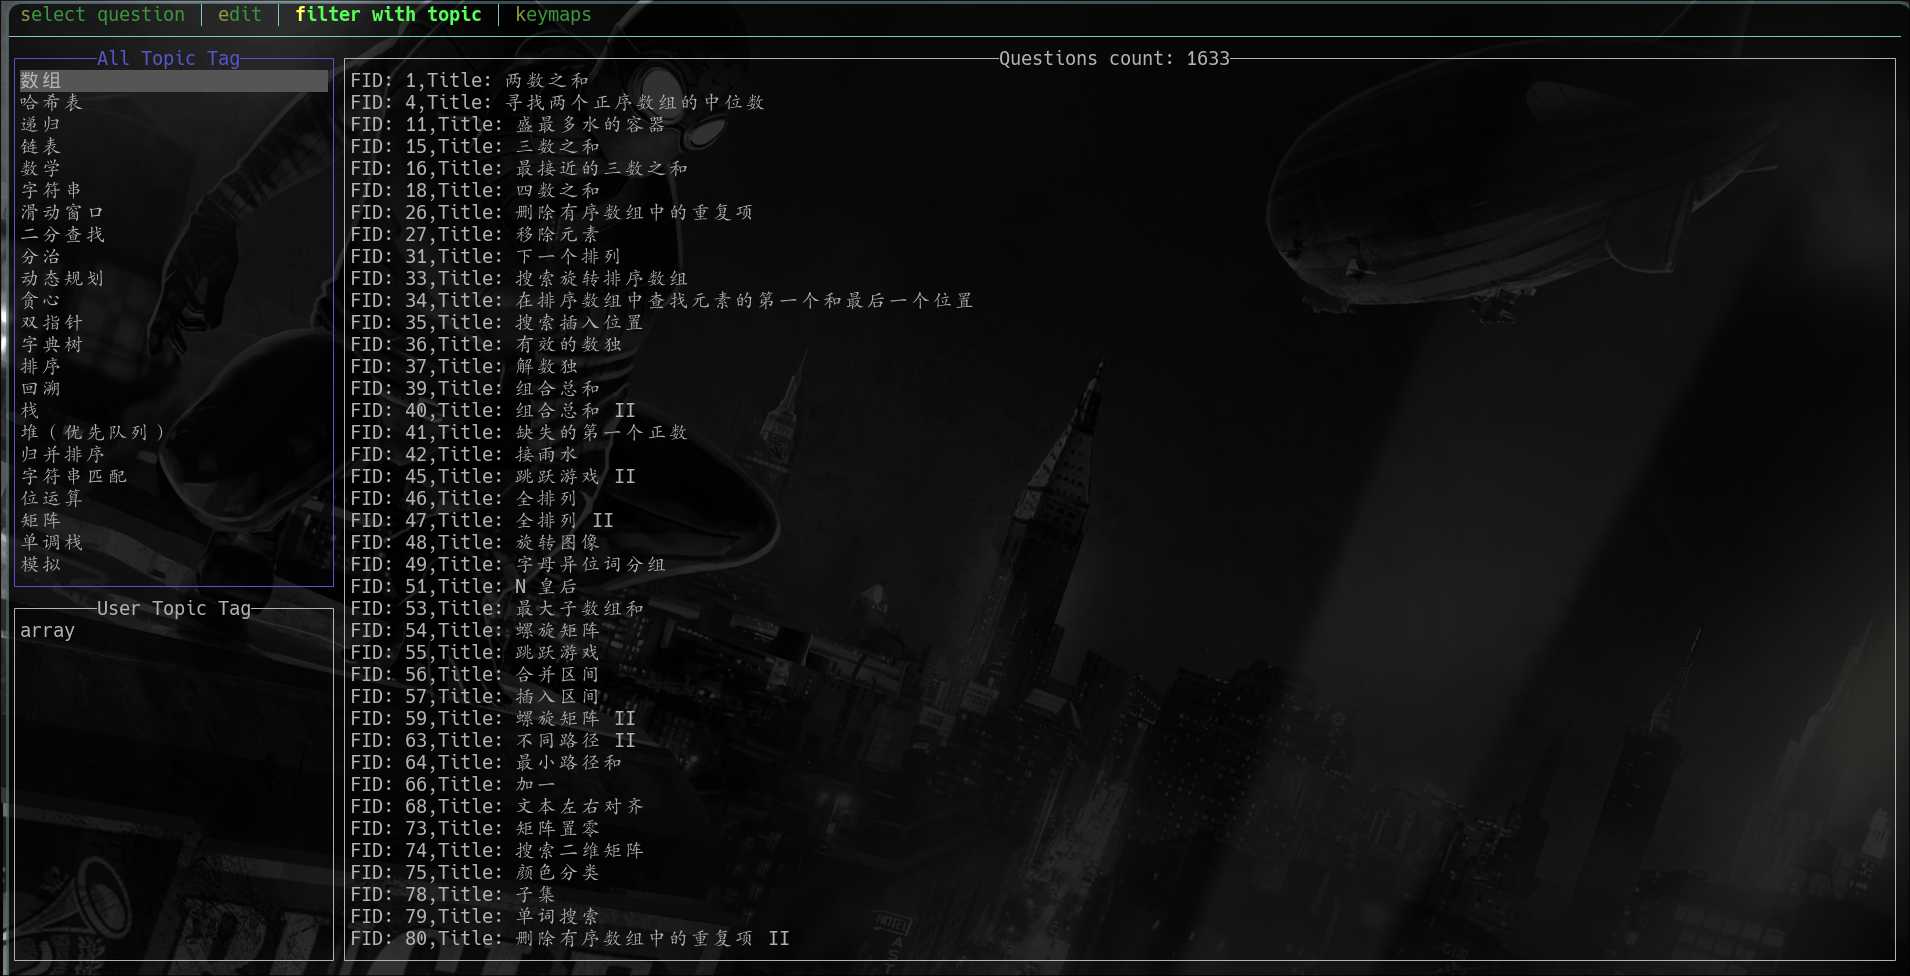 select question │ edit │ filter with topic │ keymaps
All Topic Tag
数组
哈希表
递归
链表
数学
字符串
滑动窗口
二分查找
分治
动态规划
贪心
双指针
字典树
排序
回溯
栈
堆（优先队列）
归并排序
字符串匹配
位运算
矩阵
单调栈
模拟
User Topic Tag
array
Questions count: 1633
FID: 1,Title: 两数之和
FID: 4,Title: 寻找两个正序数组的中位数
FID: 11,Title: 盛最多水的容器
FID: 15,Title: 三数之和
FID: 16,Title: 最接近的三数之和
FID: 18,Title: 四数之和
FID: 26,Title: 删除有序数组中的重复项
FID: 27,Title: 移除元素
FID: 31,Title: 下一个排列
FID: 33,Title: 搜索旋转排序数组
FID: 34,Title: 在排序数组中查找元素的第一个和最后一个位置
FID: 35,Title: 搜索插入位置
FID: 36,Title: 有效的数独
FID: 37,Title: 解数独
FID: 39,Title: 组合总和
FID: 40,Title: 组合总和 II
FID: 41,Title: 缺失的第一个正数
FID: 42,Title: 接雨水
FID: 45,Title: 跳跃游戏 II
FID: 46,Title: 全排列
FID: 47,Title: 全排列 II
FID: 48,Title: 旋转图像
FID: 49,Title: 字母异位词分组
FID: 51,Title: N 皇后
FID: 53,Title: 最大子数组和
FID: 54,Title: 螺旋矩阵
FID: 55,Title: 跳跃游戏
FID: 56,Title: 合并区间
FID: 57,Title: 插入区间
FID: 59,Title: 螺旋矩阵 II
FID: 63,Title: 不同路径 II
FID: 64,Title: 最小路径和
FID: 66,Title: 加一
FID: 68,Title: 文本左右对齐
FID: 73,Title: 矩阵置零
FID: 74,Title: 搜索二维矩阵
FID: 75,Title: 颜色分类
FID: 78,Title: 子集
FID: 79,Title: 单词搜索
FID: 80,Title: 删除有序数组中的重复项 II
HOTEL